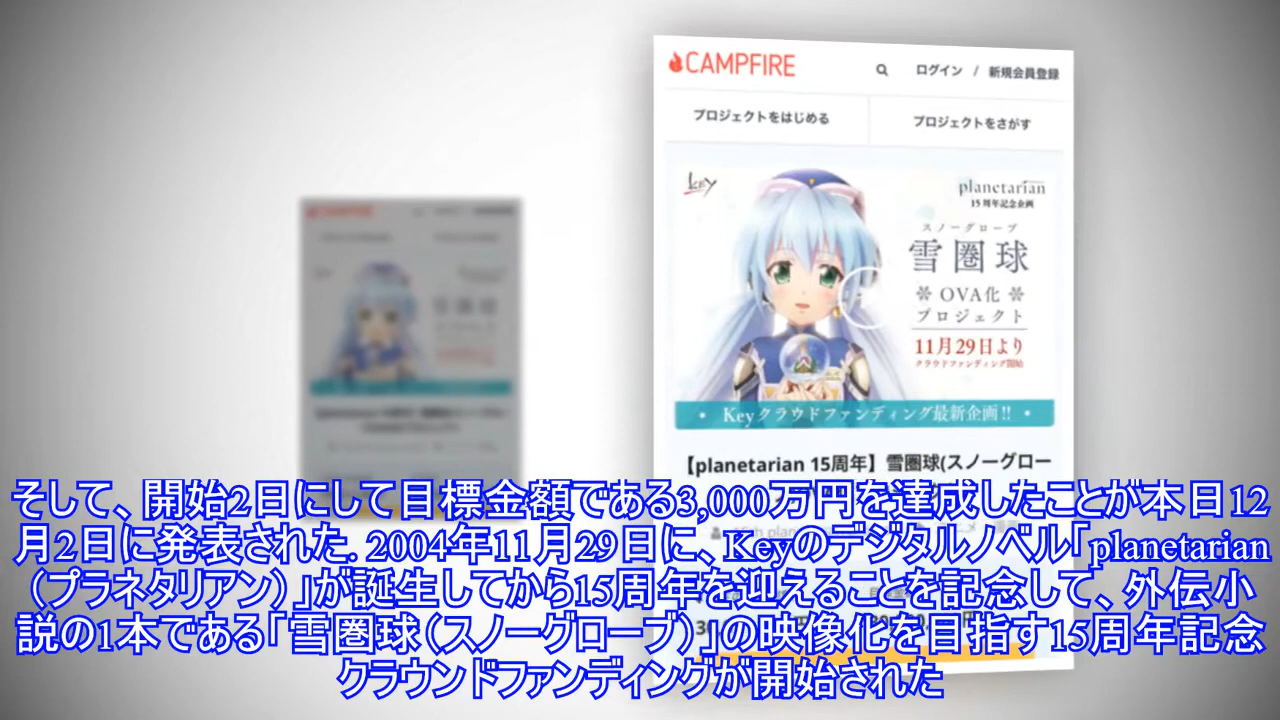 CAMPFIRE
ログイン / 新規会員登録
プロジェクトをはじめる
プロジェクトをさがす
Key
planetarian
15周年記念企画
スノーグローブ
雪圏球
OVA化
プロジェクト
11月29日より
クラウドファンディング開始
• Keyクラウドファンディング最新企画!! •
【planetarian 15周年】雪圏球(スノーグロー
そして、開始2日にして目標金額である3,000万円を達成したことが本日12
月2日に発表された. 2004年11月29日に、Keyのデジタルノベル「planetarian
（プラネタリアン）」が誕生してから15周年を迎えることを記念して、外伝小
説の1本である「雪圏球（スノーグローブ）」の映像化を目指す15周年記念
クラウンドファンディングが開始された